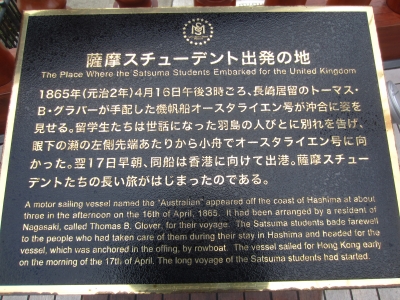 薩摩スチューデント出発の地
The Place Where the Satsuma Students Embarked for the United Kingdom
1865年(元治2年)4月16日午後3時ごろ、長崎居留のトーマス・
B・グラバーが手配した機帆船オースタライエン号が沖合に姿を
見せる。留学生たちは世話になった羽島の人びとに別れを告げ、
眼下の瀬の左側先端あたりから小舟でオースタライエン号に向
かった。翌17日早朝、同船は香港に向けて出港。薩摩スチュー
デントたちの長い旅がはじまったのである。
A motor sailing vessel named the "Australian" appeared off the coast of Hashima at about
three in the afternoon on the 16th of April, 1865. It had been arranged by a resident of
Nagasaki, called Thomas B. Glover, for their voyage. The Satsuma students bade farewell
to the people who had taken care of them during their stay in Hashima and headed for the
vessel, which was anchored in the offing, by rowboat. The vessel sailed for Hong Kong early
on the morning of the 17th of April. The long voyage of the Satsuma students had started.